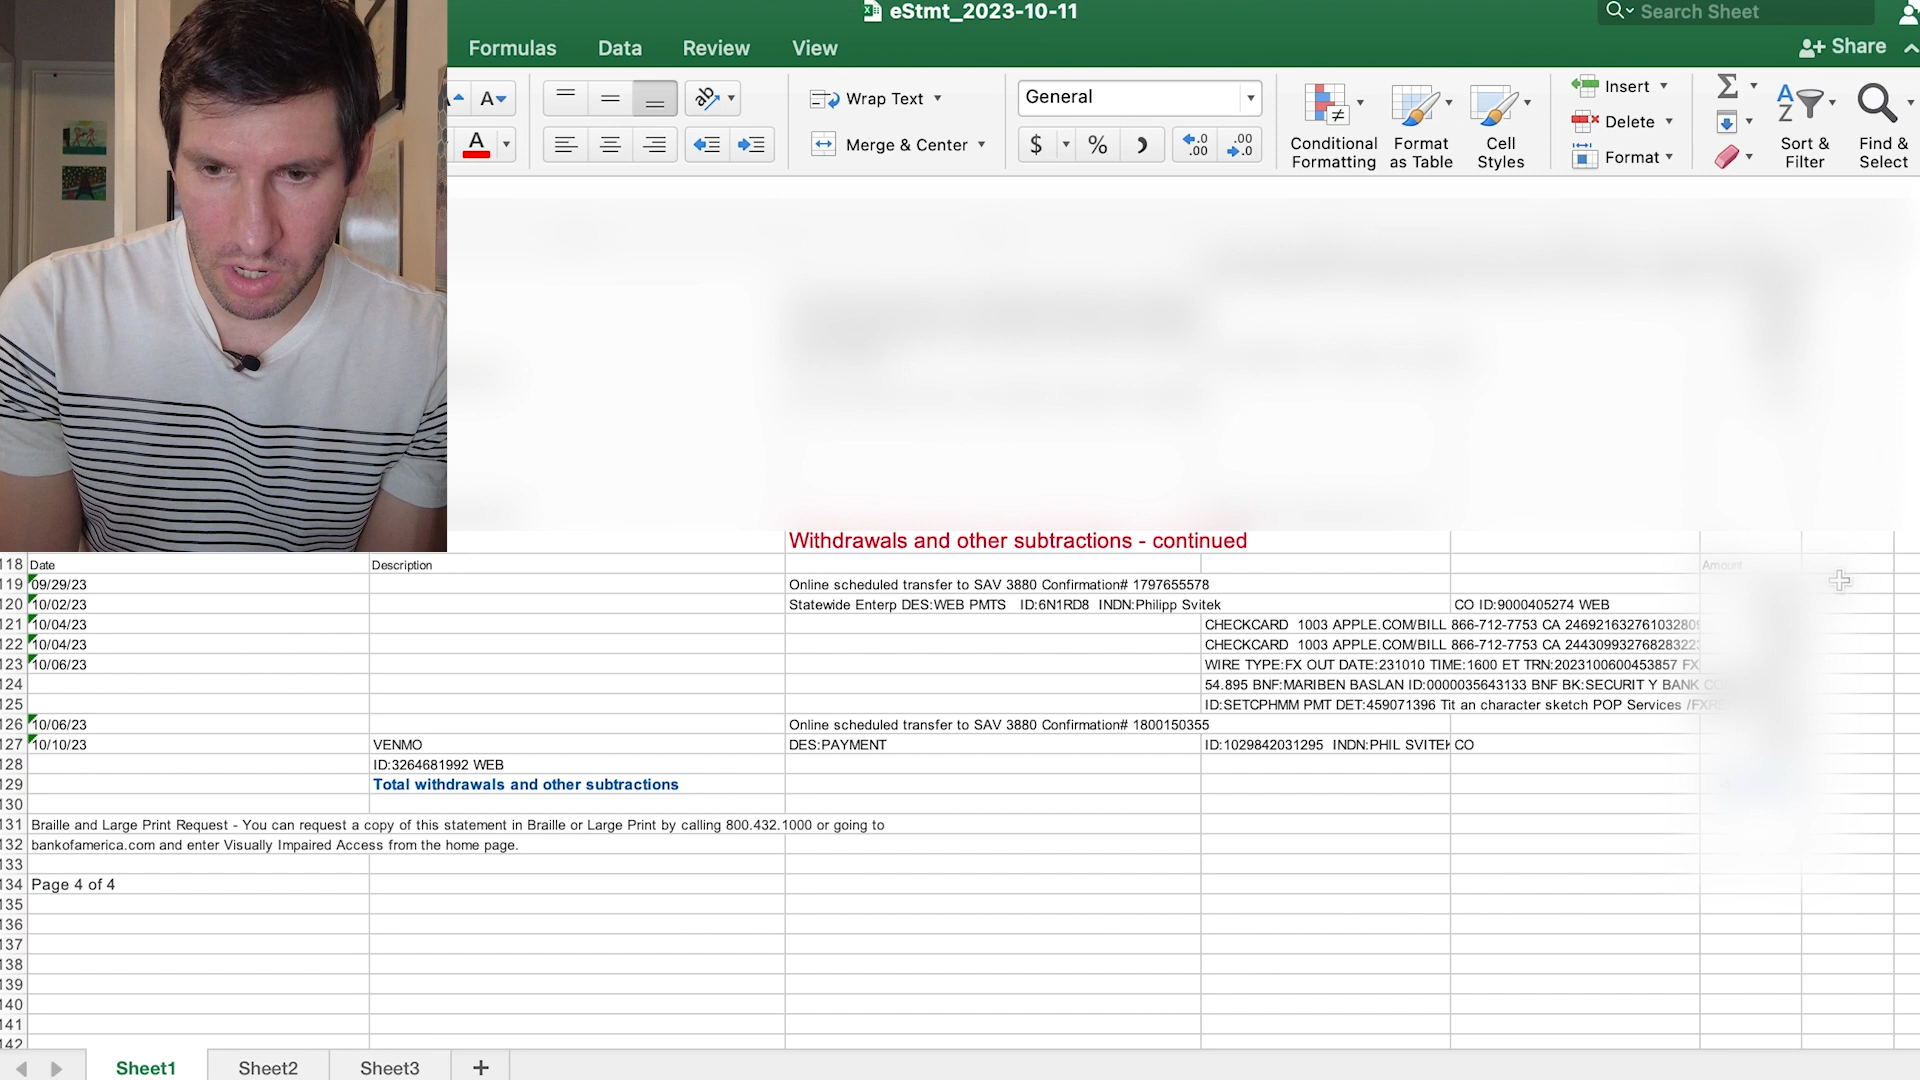 eStmt_2023-10-11
Search Sheet
Formulas Data Review View
Share
Wrap Text
General
Insert
Delete
Format
Merge & Center
$ % .00
Conditional Formatting
Format as Table
Cell Styles
Sort & Filter
Find & Select
Withdrawals and other subtractions - continued
118 Date Description Amount
119 09/29/23 Online scheduled transfer to SAV 3880 Confirmation# 1797655578
120 10/02/23 Statewide Enterp DES:WEB PMTS ID:6N1RD8 INDN:Philipp Svitek CO ID:9000405274 WEB
121 10/04/23 CHECKCARD 1003 APPLE.COM/BILL 866-712-7753 CA
122 10/04/23 CHECKCARD 1003 APPLE.COM/BILL 866-712-7753 CA
123 10/06/23 WIRE TYPE:FX OUT DATE:231010 TIME:1600 ET TRN:2023100600453857 FX
124 54.895 BNF:MARIBEN BASLAN ID:0000035643133 BNF BK:SECURIT Y BANK
125 ID:SETCPHMM PMT DET:459071396 Tit an character sketch POP Services
126 10/06/23 Online scheduled transfer to SAV 3880 Confirmation# 1800150355
127 10/10/23 VENMO DES:PAYMENT ID:1029842031295 INDN:PHIL SVITEK CO
128 ID:3264681992 WEB
129 Total withdrawals and other subtractions
130
131 Braille and Large Print Request - You can request a copy of this statement in Braille or Large Print by calling 800.432.1000 or going to
132 bankofamerica.com and enter Visually Impaired Access from the home page.
133
134 Page 4 of 4
135
136
137
138
139
140
141
142
Sheet1 Sheet2 Sheet3 +